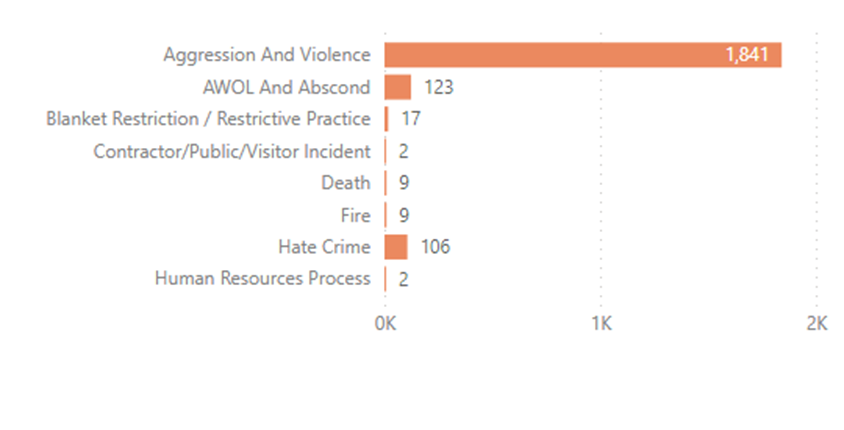 Aggression And Violence 1,841
AWOL And Abscond 123
Blanket Restriction / Restrictive Practice 17
Contractor/Public/Visitor Incident 2
Death 9
Fire 9
Hate Crime 106
Human Resources Process 2
0K 1K 2K